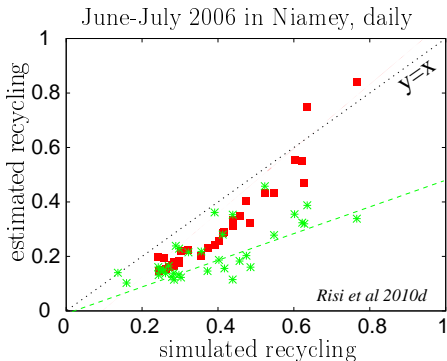 June-July 2006 in Niamey, daily
1
0.8
0.6
0.4
0.2
0
estimated recycling
y=x
Risi et al 2010d
0 0.2 0.4 0.6 0.8 1
simulated recycling